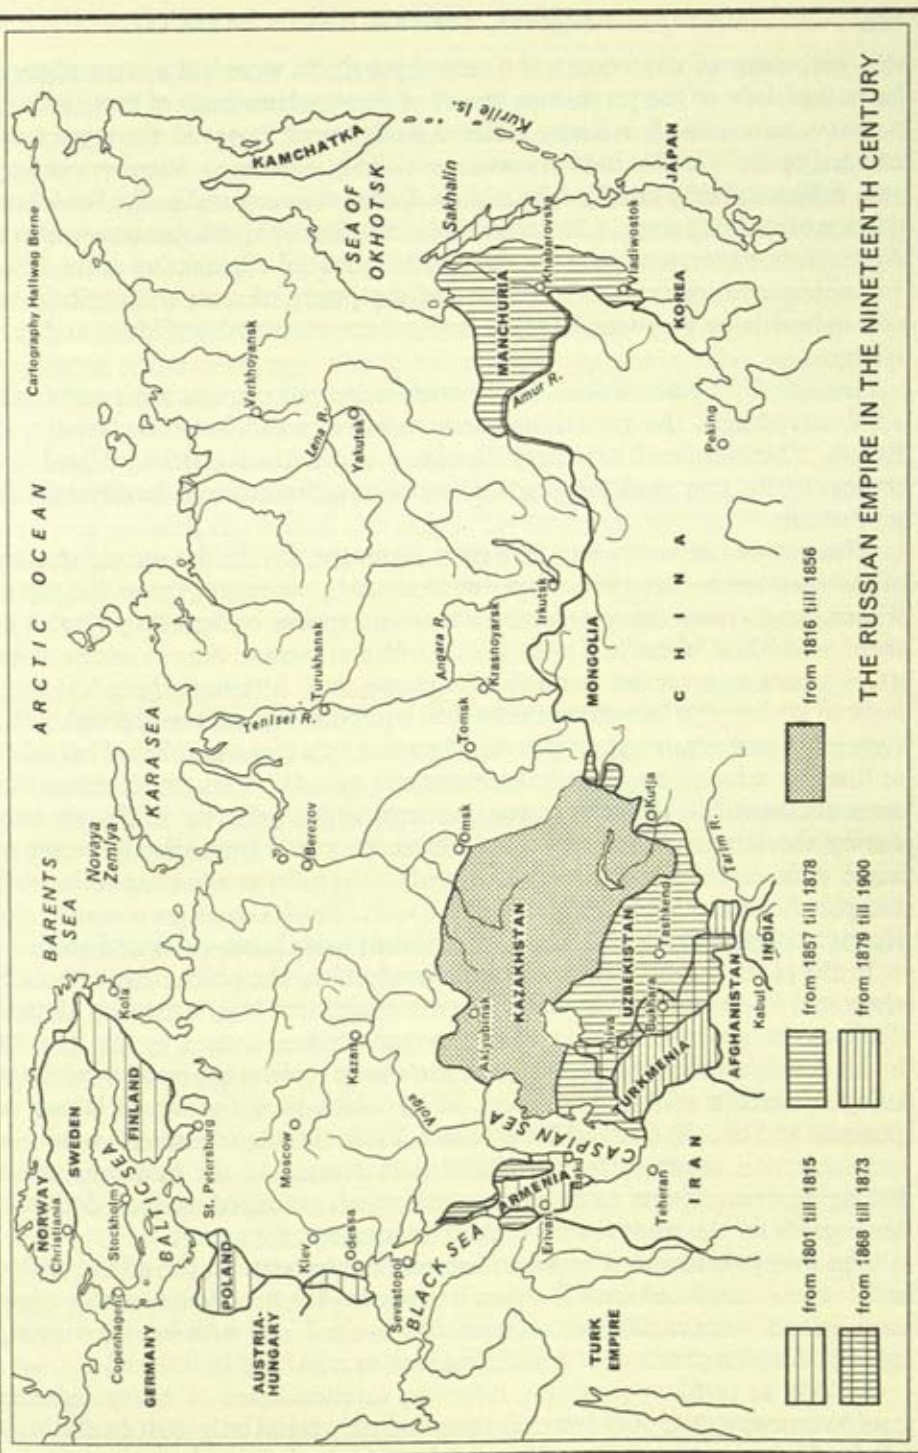 Cartography Hallwag Berne
ARCTIC OCEAN
BARENTS
SEA
Novaya
Zemlya
KARA SEA
NORWAY
Christiania
SWEDEN
Stockholm
Copenhagen
BALTIC SEA
FINLAND
Kola
St. Petersburg
GERMANY
POLAND
AUSTRIA-
HUNGARY
Moscow
Kiev
Odessa
Sevastopol
Kazan
Volga
BLACK SEA
TURK
EMPIRE
ARMENIA
Erivan
Baku
CASPIAN SEA
Teheran
IRAN
Aktyubinsk
KAZAKHSTAN
UZBEKISTAN
Khiva
Bukhara
Tashkend
TURKMENIA
AFGHANISTAN
Kabul
INDIA
Tarim R.
Kulja
Berezov
Omsk
Tomsk
Yenisei R.
Turukhansk
Angara R.
Krasnoyarsk
Irkutsk
MONGOLIA
CHINA
Lena R.
Yakutsk
Verkhoyansk
Amur R.
MANCHURIA
Peking
SEA OF
OKHOTSK
KAMCHATKA
Kurile Is.
Sakhalin
Khabarovsk
Vladiwostok
KOREA
JAPAN
from 1801 till 1815
from 1857 till 1878
from 1816 till 1856
from 1868 till 1873
from 1879 till 1900
THE RUSSIAN EMPIRE IN THE NINETEENTH CENTURY